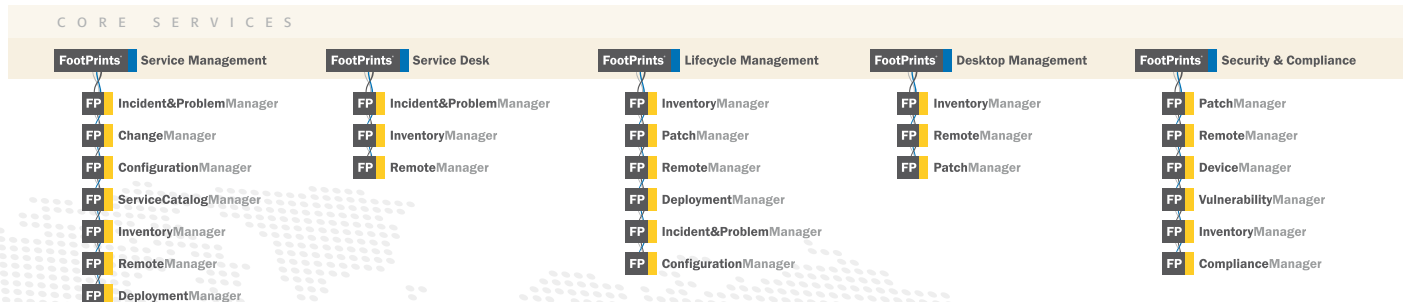 CORE SERVICES
FootPrints Service Management
FP Incident&ProblemManager
FP ChangeManager
FP ConfigurationManager
FP ServiceCatalogManager
FP InventoryManager
FP RemoteManager
FP DeploymentManager
FootPrints Service Desk
FP Incident&ProblemManager
FP InventoryManager
FP RemoteManager
FootPrints Lifecycle Management
FP InventoryManager
FP PatchManager
FP RemoteManager
FP DeploymentManager
FP Incident&ProblemManager
FP ConfigurationManager
FootPrints Desktop Management
FP InventoryManager
FP RemoteManager
FP PatchManager
FootPrints Security & Compliance
FP PatchManager
FP RemoteManager
FP DeviceManager
FP VulnerabilityManager
FP InventoryManager
FP ComplianceManager